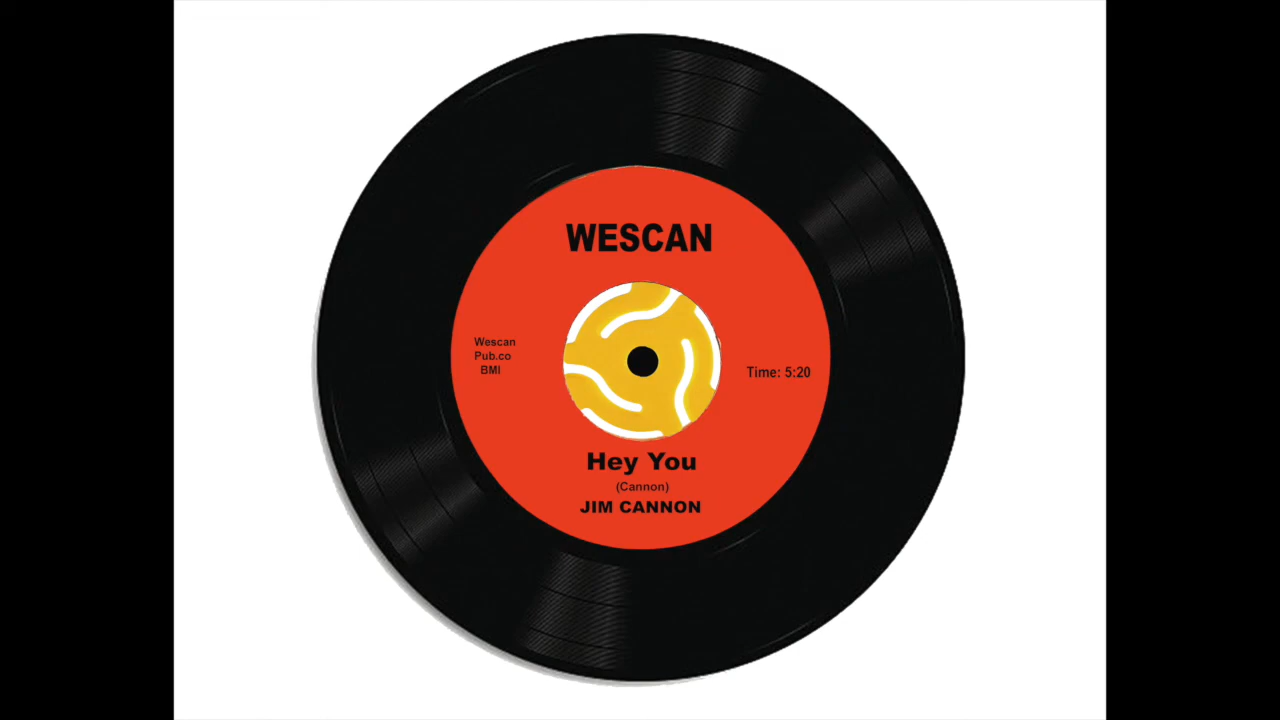 WESCAN
Wescan
Pub.co
BMI
Time: 5:20
Hey You
(Cannon)
JIM CANNON